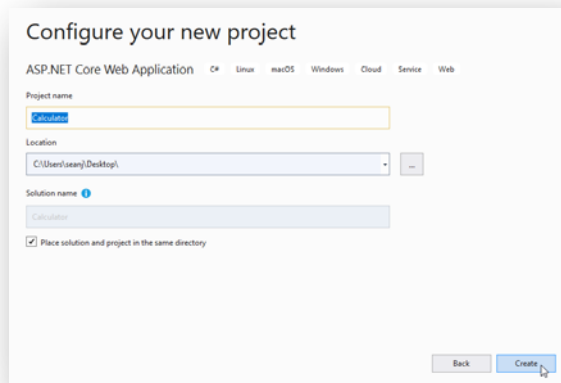 Configure your new project
ASP.NET Core Web Application C# Linux macOS Windows Cloud Service Web
Project name
Calculator
Location
C:\Users\seanj\Desktop\
...
Solution name
Calculator
Place solution and project in the same directory
Back Create